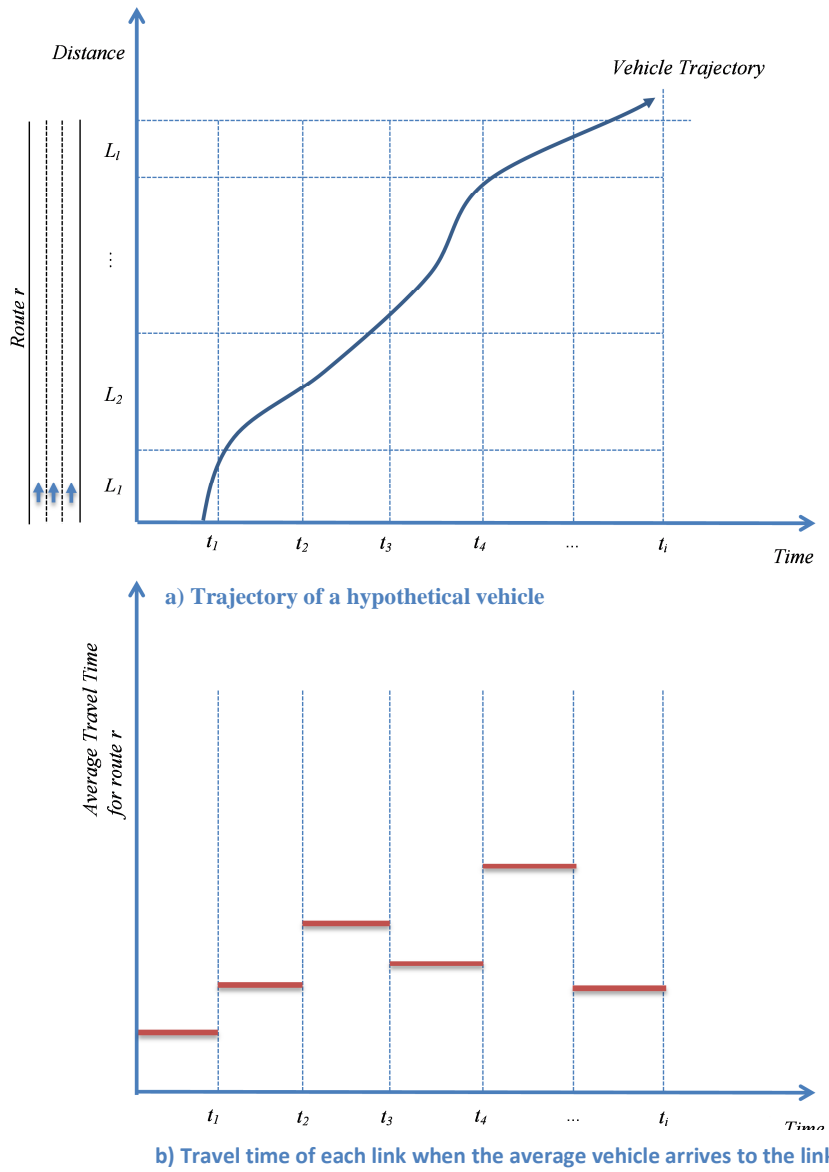 Distance
Vehicle Trajectory
Route r
L_l
⋮
L_2
L_1
t_1 t_2 t_3 t_4 ... t_i
Time
a) Trajectory of a hypothetical vehicle
Average Travel Time
for route r
t_1 t_2 t_3 t_4 ... t_i
Time
b) Travel time of each link when the average vehicle arrives to the link